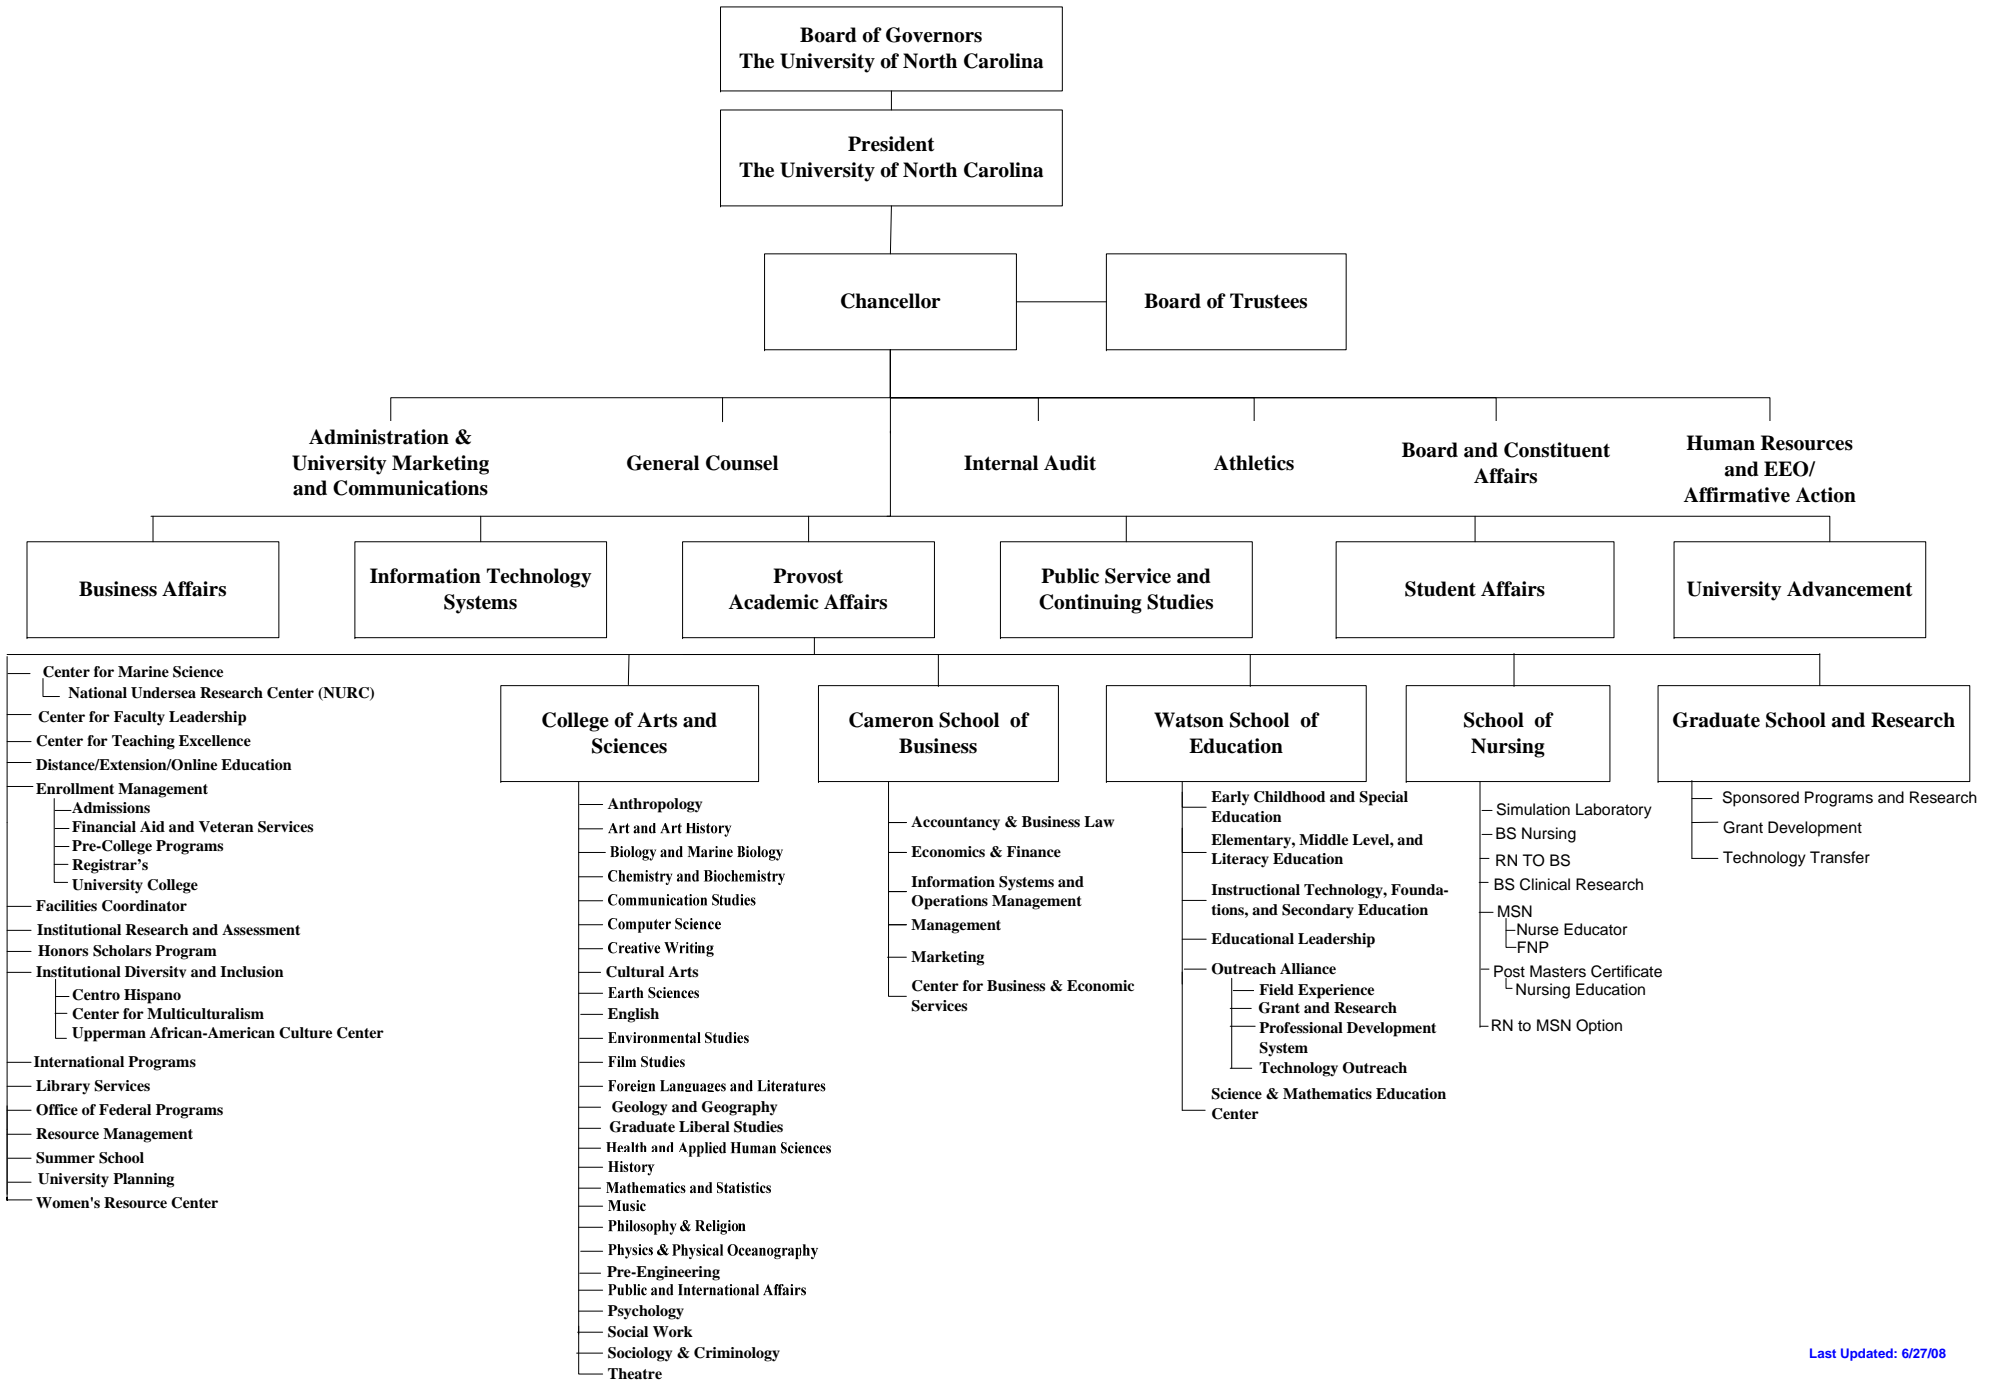 Board of Governors
The University of North Carolina
President
The University of North Carolina
Chancellor
Board of Trustees
Administration &
University Marketing
and Communications
General Counsel
Internal Audit
Athletics
Board and Constituent
Affairs
Human Resources
and EEO/
Affirmative Action
Business Affairs
Information Technology
Systems
Provost
Academic Affairs
Public Service and
Continuing Studies
Student Affairs
University Advancement
Center for Marine Science
National Undersea Research Center (NURC)
Center for Faculty Leadership
Center for Teaching Excellence
Distance/Extension/Online Education
Enrollment Management
Admissions
Financial Aid and Veteran Services
Pre-College Programs
Registrar's
University College
Facilities Coordinator
Institutional Research and Assessment
Honors Scholars Program
Institutional Diversity and Inclusion
Centro Hispano
Center for Multiculturalism
Upperman African-American Culture Center
International Programs
Library Services
Office of Federal Programs
Resource Management
Summer School
University Planning
Women's Resource Center
College of Arts and
Sciences
Anthropology
Art and Art History
Biology and Marine Biology
Chemistry and Biochemistry
Communication Studies
Computer Science
Creative Writing
Cultural Arts
Earth Sciences
English
Environmental Studies
Film Studies
Foreign Languages and Literatures
Geology and Geography
Graduate Liberal Studies
Health and Applied Human Sciences
History
Mathematics and Statistics
Music
Philosophy & Religion
Physics & Physical Oceanography
Pre-Engineering
Public and International Affairs
Psychology
Social Work
Sociology & Criminology
Theatre
Cameron School of
Business
Accountancy & Business Law
Economics & Finance
Information Systems and
Operations Management
Management
Marketing
Center for Business & Economic
Services
Watson School of
Education
Early Childhood and Special
Education
Elementary, Middle Level, and
Literacy Education
Instructional Technology, Founda-
tions, and Secondary Education
Educational Leadership
Outreach Alliance
Field Experience
Grant and Research
Professional Development
System
Technology Outreach
Science & Mathematics Education
Center
School of
Nursing
Simulation Laboratory
BS Nursing
RN TO BS
BS Clinical Research
MSN
Nurse Educator
FNP
Post Masters Certificate
Nursing Education
RN to MSN Option
Graduate School and Research
Sponsored Programs and Research
Grant Development
Technology Transfer
Last Updated: 6/27/08